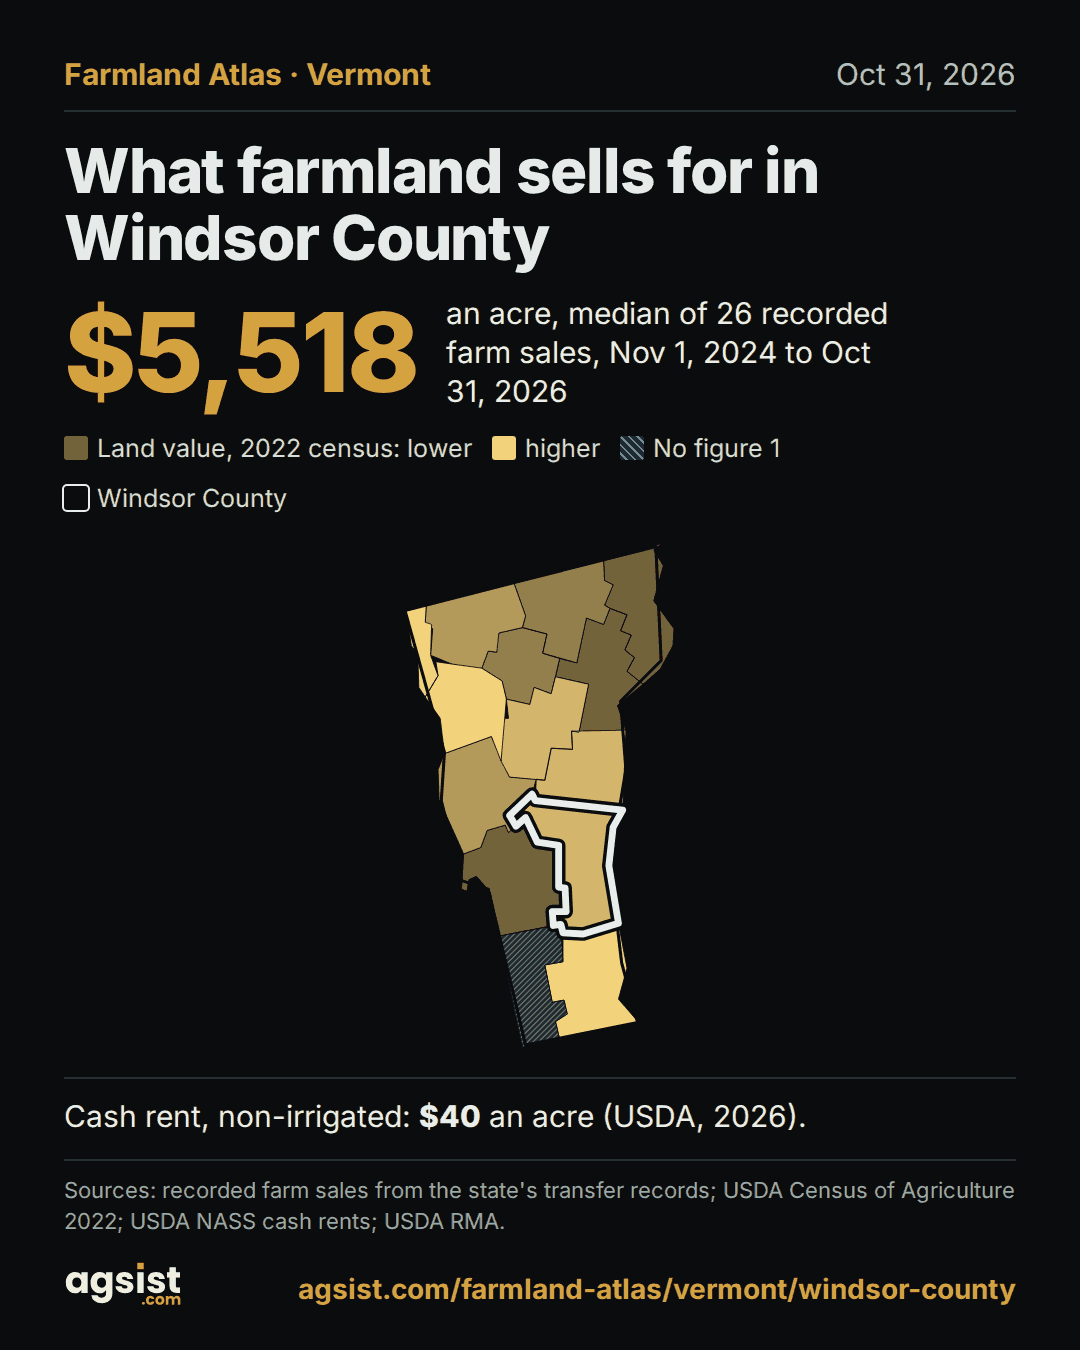 Farmland Atlas · Vermont
Oct 31, 2026
What farmland sells for in
Windsor County
$5,518
an acre, median of 26 recorded
farm sales, Nov 1, 2024 to Oct
31, 2026
Land value, 2022 census: lower
higher
No figure 1
Windsor County
Cash rent, non-irrigated: $40 an acre (USDA, 2026).
Sources: recorded farm sales from the state's transfer records; USDA Census of Agriculture
2022; USDA NASS cash rents; USDA RMA.
agsist
.com
agsist.com/farmland-atlas/vermont/windsor-county